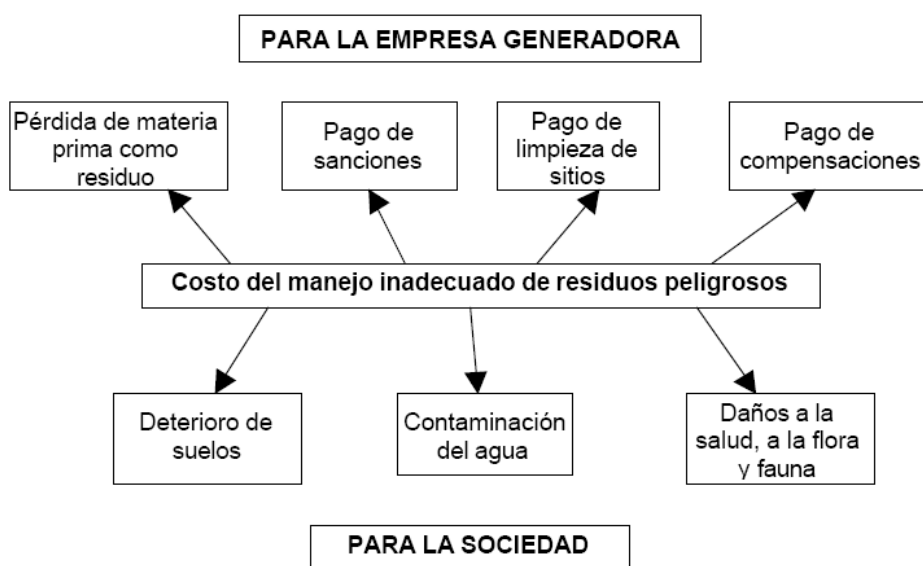 PARA LA EMPRESA GENERADORA
Pérdida de materia
prima como
residuo
Pago de
sanciones
Pago de
limpieza de
sitios
Pago de
compensaciones
Costo del manejo inadecuado de residuos peligrosos
Deterioro de
suelos
Contaminación
del agua
Daños a la
salud, a la flora
y fauna
PARA LA SOCIEDAD